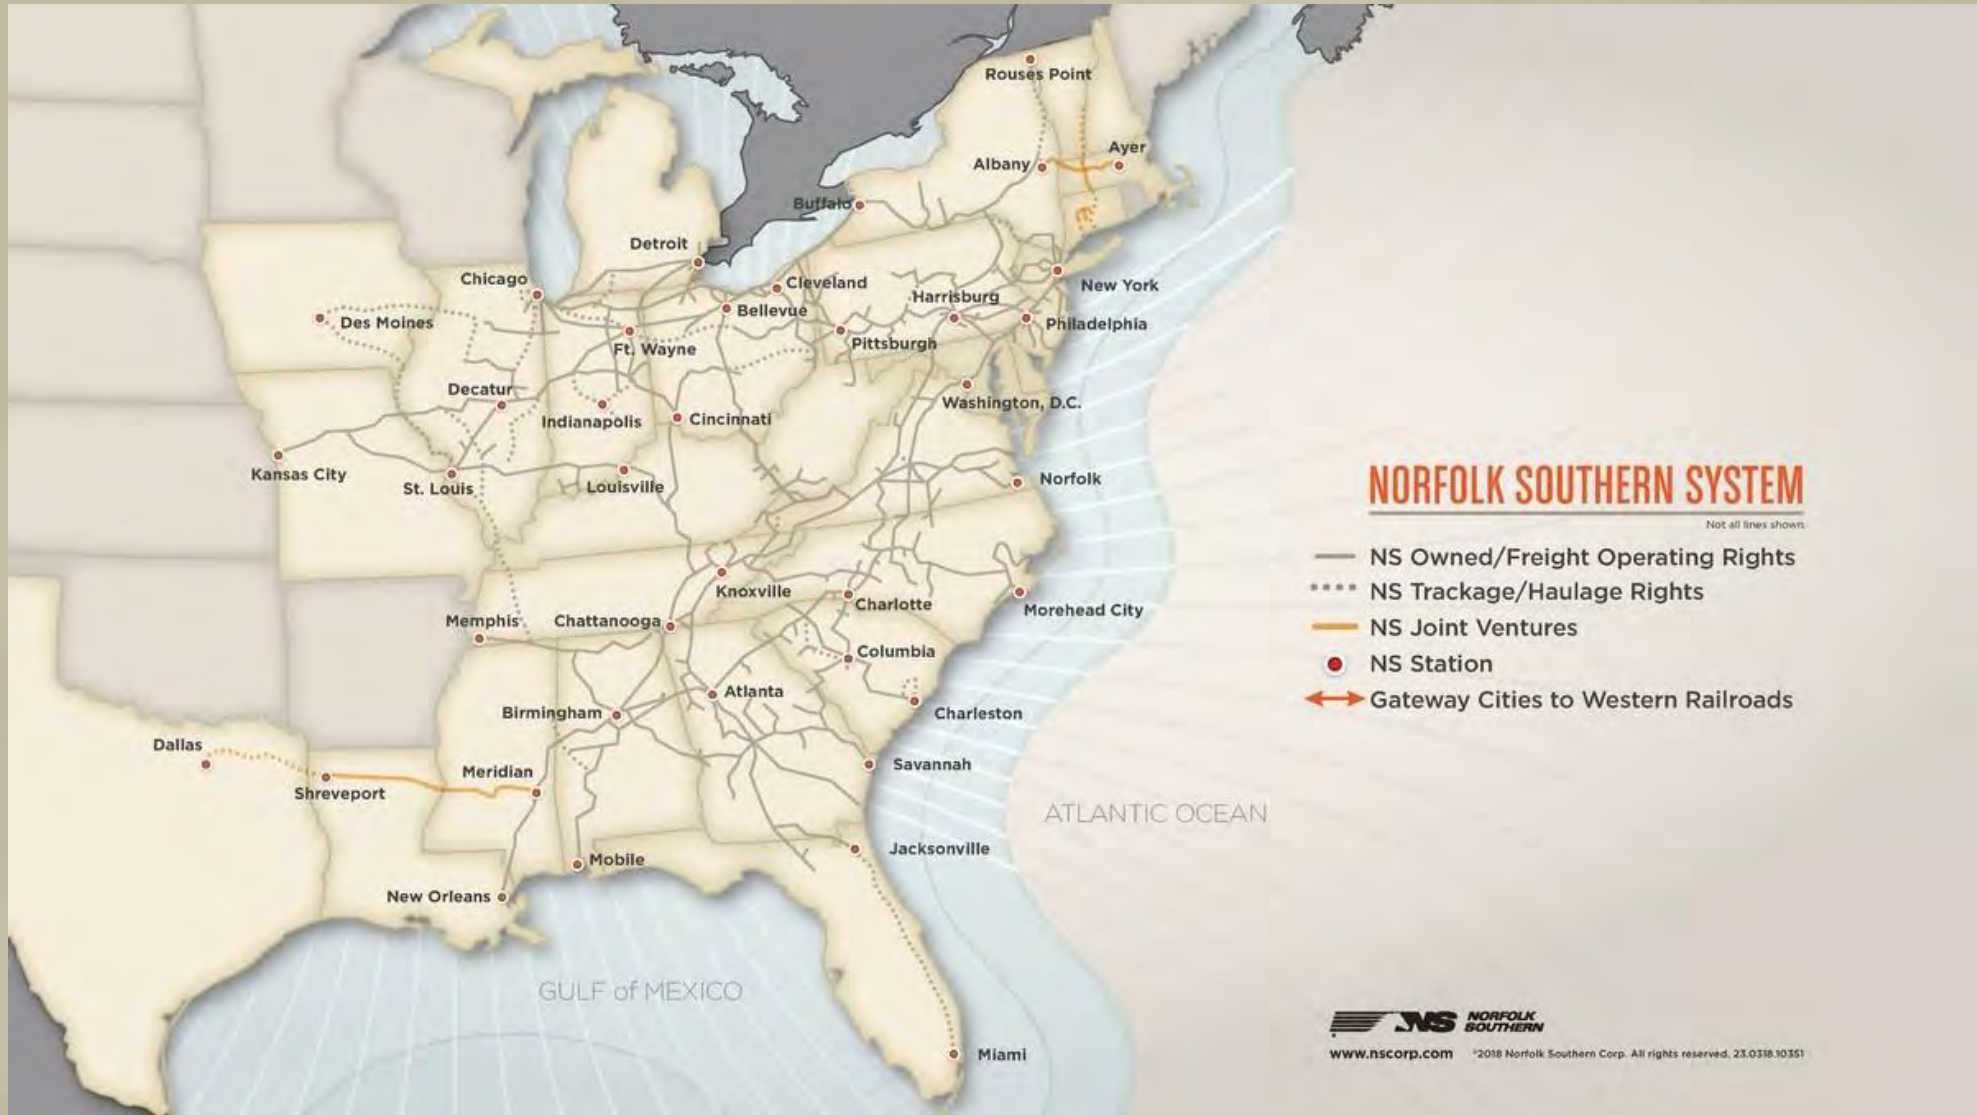 Rouses Point
Ayer
Albany
Buffalo
Detroit
Chicago
Cleveland
New York
Harrisburg
Bellevue
Des Moines
Philadelphia
Pittsburgh
Ft. Wayne
Decatur
Washington, D.C.
Indianapolis
Cincinnati
Kansas City
St. Louis
Louisville
Norfolk
NORFOLK SOUTHERN SYSTEM
Not all lines shown
NS Owned/Freight Operating Rights
NS Trackage/Haulage Rights
NS Joint Ventures
NS Station
Gateway Cities to Western Railroads
Knoxville
Charlotte
Morehead City
Memphis
Chattanooga
Columbia
Atlanta
Birmingham
Charleston
Dallas
Savannah
Meridian
Shreveport
ATLANTIC OCEAN
Jacksonville
Mobile
New Orleans
GULF of MEXICO
Miami
NS NORFOLK
SOUTHERN
www.nscorp.com ©2018 Norfolk Southern Corp. All rights reserved. 23.0318.10351